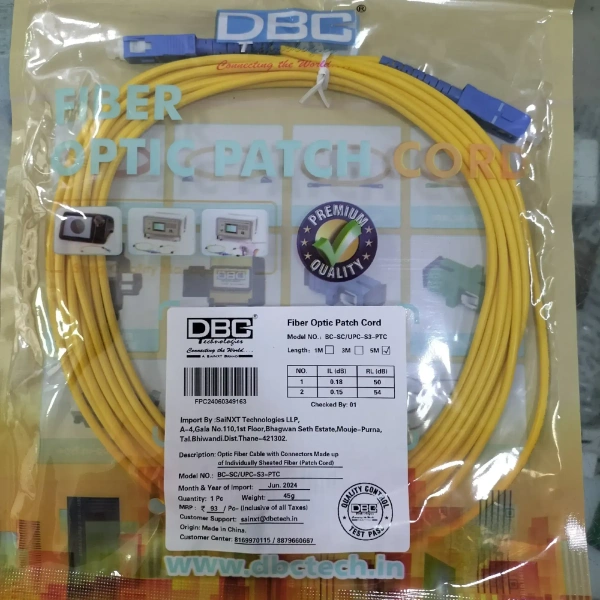 DBC
Connecting the World...
FIBER
OPTIC PATCH CORD
PREMIUM
QUALITY
DBC®
Technologies
Connecting the World...
A SAINXT BRAND
FPC24060349163
Fiber Optic Patch Cord
Model NO.: BC-SC/UPC-S3-PTC
Length: 1M 3M 5M ✓
NO. IL (dB) RL (dB)
1 0.18 50
2 0.15 54
Checked By: 01
Import By :SaiNXT Technologies LLP,
A-4,Gala No.110,1st Floor,Bhagwan Seth Estate,Mouje-Purna,
Tal.Bhiwandi.Dist.Thane-421302.
Description: Optic Fiber Cable with Connectors Made up
of Individually Sheated Fiber (Patch Cord)
Model NO.: BC-SC/UPC-S3-PTC
Month & Year of Import: Jun. 2024
Quantity: 1 Pc Weight: 45g
MRP: ₹ 93 / Pc- (Inclusive of all Taxes)
Customer Support: sainxt@dbctech.in
Origin: Made in China.
Customer Center: 8169970115 / 8879660667
QUALITY CONTROL
DBC
TEST PAS..
www.dbctech.in